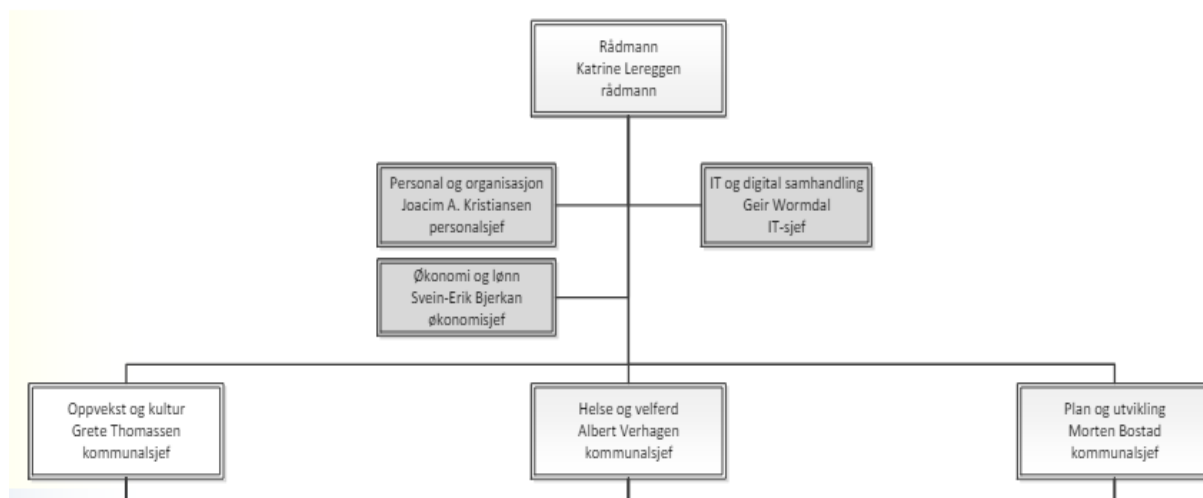 Rådmann
Katrine Lereggen
rådmann
Personal og organisasjon
Joacim A. Kristiansen
personalsjef
IT og digital samhandling
Geir Wormdal
IT-sjef
Økonomi og lønn
Svein-Erik Bjerkan
økonomisjef
Oppvekst og kultur
Grete Thomassen
kommunalsjef
Helse og velferd
Albert Verhagen
kommunalsjef
Plan og utvikling
Morten Bostad
kommunalsjef